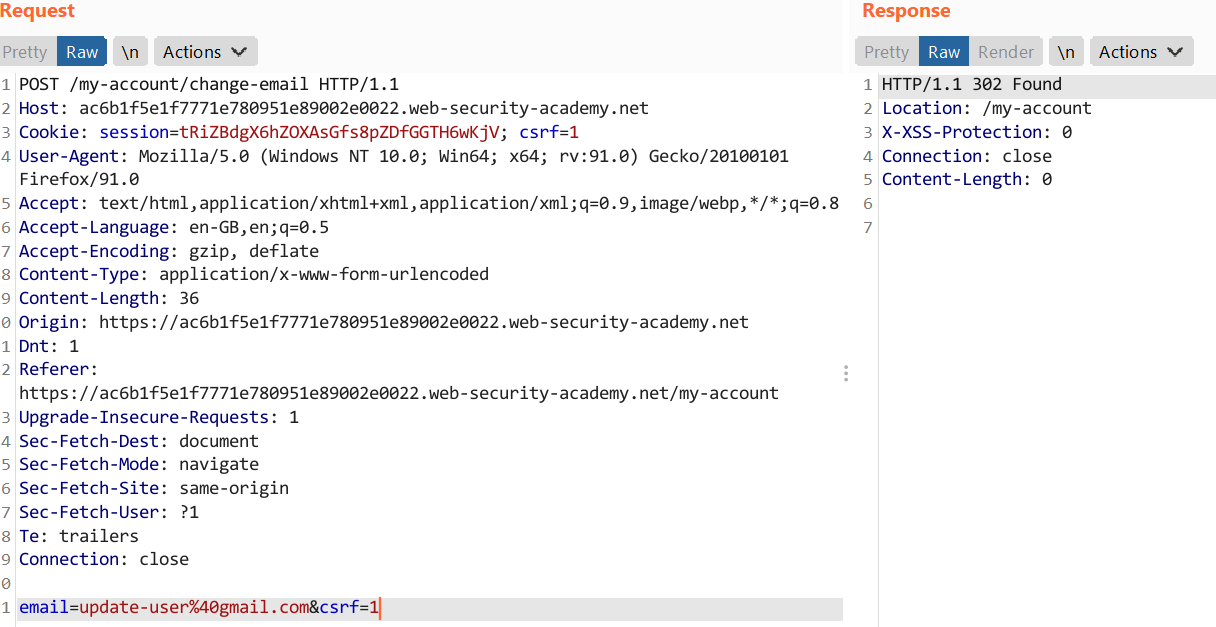 Request
Pretty Raw \n Actions
1 POST /my-account/change-email HTTP/1.1
2 Host: ac6b1f5e1f7771e780951e89002e0022.web-security-academy.net
3 Cookie: session=tRiZBdgX6hZOXAsGfs8pZDfGGTH6wKjV; csrf=1
4 User-Agent: Mozilla/5.0 (Windows NT 10.0; Win64; x64; rv:91.0) Gecko/20100101
Firefox/91.0
5 Accept: text/html,application/xhtml+xml,application/xml;q=0.9,image/webp,*/*;q=0.8
6 Accept-Language: en-GB,en;q=0.5
7 Accept-Encoding: gzip, deflate
8 Content-Type: application/x-www-form-urlencoded
9 Content-Length: 36
0 Origin: https://ac6b1f5e1f7771e780951e89002e0022.web-security-academy.net
1 Dnt: 1
2 Referer:
https://ac6b1f5e1f7771e780951e89002e0022.web-security-academy.net/my-account
3 Upgrade-Insecure-Requests: 1
4 Sec-Fetch-Dest: document
5 Sec-Fetch-Mode: navigate
6 Sec-Fetch-Site: same-origin
7 Sec-Fetch-User: ?1
8 Te: trailers
9 Connection: close
0
1 email=update-user%40gmail.com&csrf=1
Response
Pretty Raw Render \n Actions
1 HTTP/1.1 302 Found
2 Location: /my-account
3 X-XSS-Protection: 0
4 Connection: close
5 Content-Length: 0
6
7